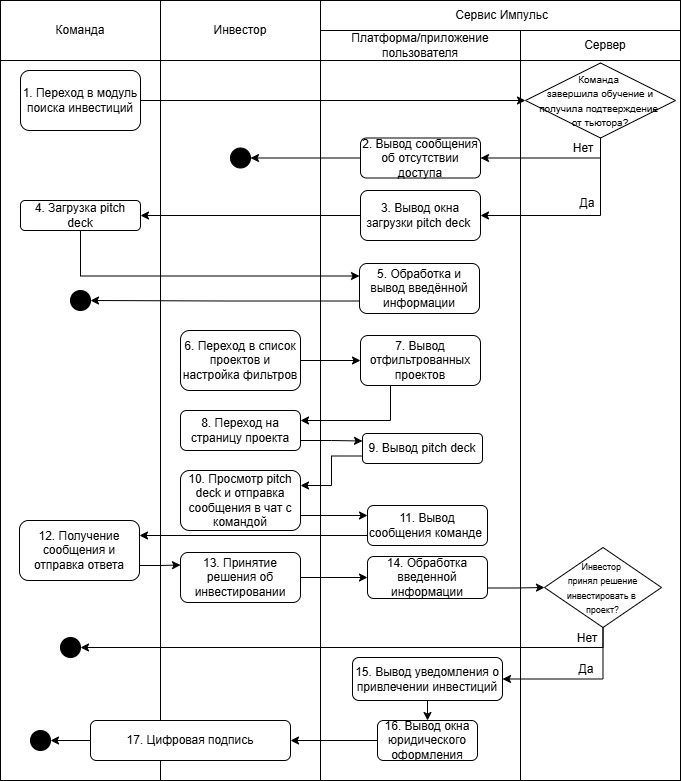 Команда
Инвестор
Сервис Импульс
Платформа/приложение
пользователя
Сервер
1. Переход в модуль
поиска инвестиций
Команда
завершила обучение и
получила подтверждение
от тьютора?
Нет
2. Вывод сообщения
об отсутствии
доступа
Да
3. Вывод окна
загрузки pitch deck
4. Загрузка pitch
deck
5. Обработка и
вывод введённой
информации
6. Переход в список
проектов и
настройка фильтров
7. Вывод
отфильтрованных
проектов
8. Переход на
страницу проекта
9. Вывод pitch deck
10. Просмотр pitch
deck и отправка
сообщения в чат с
командой
11. Вывод
сообщения команде
12. Получение
сообщения и
отправка ответа
13. Принятие
решения об
инвестировании
14. Обработка
введенной
информации
Инвестор
принял решение
инвестировать в
проект?
Нет
Да
15. Вывод уведомления о
привлечении инвестиций
16. Вывод окна
юридического
оформления
17. Цифровая подпись